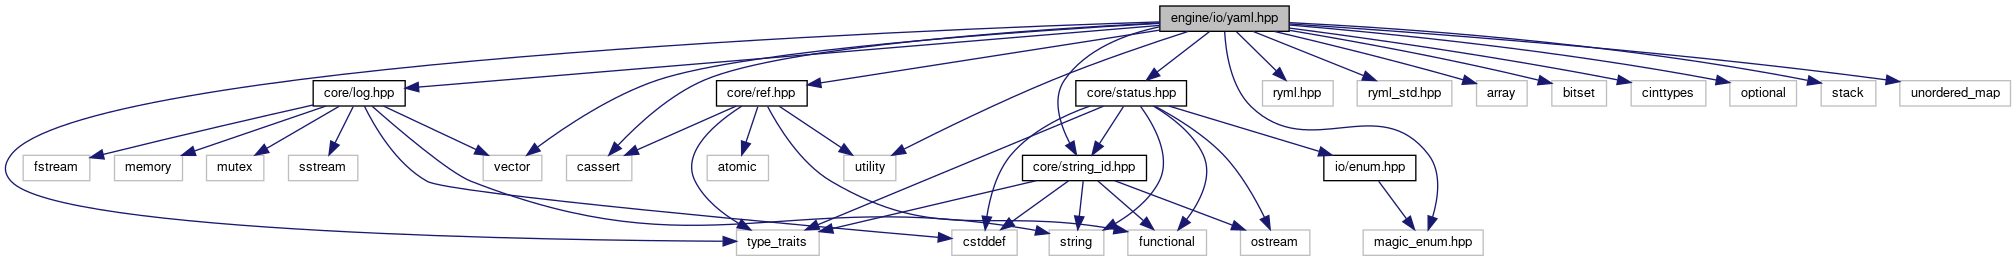 engine/io/yaml.hpp
core/log.hpp
core/ref.hpp
core/status.hpp
ryml.hpp
ryml_std.hpp
array
bitset
cinttypes
optional
stack
unordered_map
fstream
memory
mutex
sstream
vector
cassert
atomic
utility
core/string_id.hpp
io/enum.hpp
type_traits
cstddef
string
functional
ostream
magic_enum.hpp